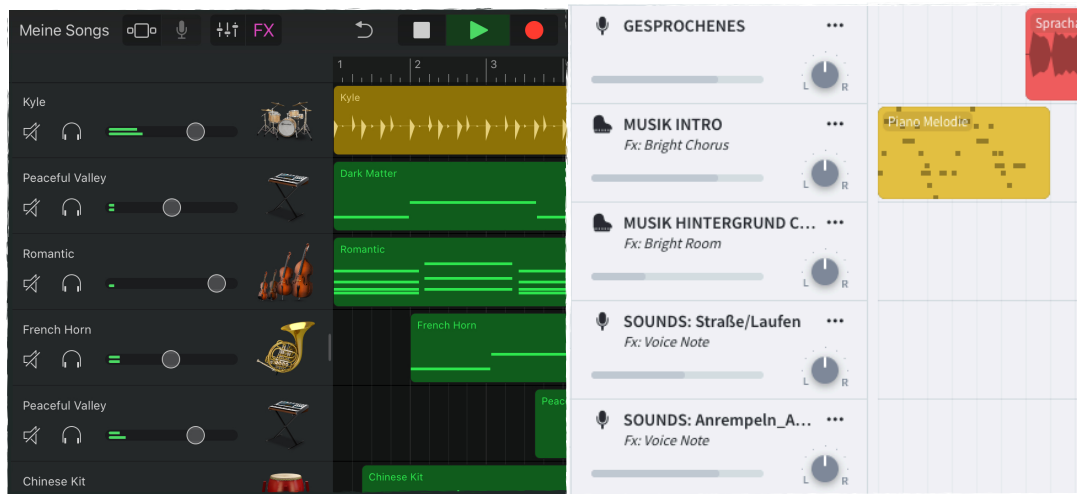 Meine Songs
FX
1
2
3
Kyle
Kyle
Peaceful Valley
Dark Matter
Romantic
Romantic
French Horn
French Horn
Peaceful Valley
Peac
Chinese Kit
Chinese Kit
GESPROCHENES
L R
Spracha
MUSIK INTRO
Fx: Bright Chorus
L R
Piano Melodie
MUSIK HINTERGRUND C...
Fx: Bright Room
L R
SOUNDS: Straße/Laufen
Fx: Voice Note
L R
SOUNDS: Anrempeln_A...
Fx: Voice Note
L R